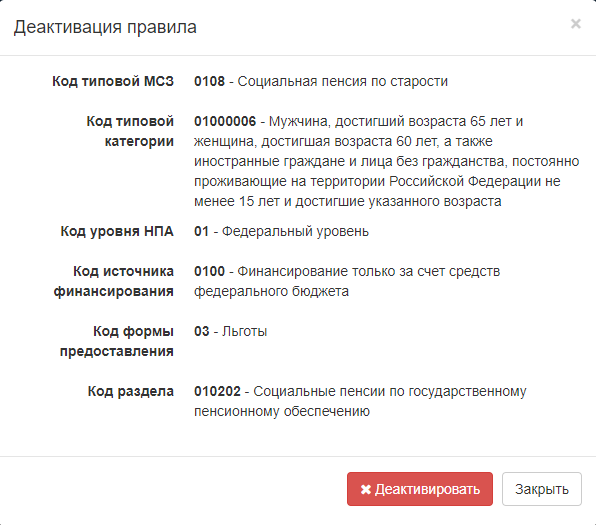 Деактивация правила
×
Код типовой МСЗ 0108 - Социальная пенсия по старости
Код типовой категории 01000006 - Мужчина, достигший возраста 65 лет и
женщина, достигшая возраста 60 лет, а также
иностранные граждане и лица без гражданства, постоянно
проживающие на территории Российской Федерации не
менее 15 лет и достигшие указанного возраста
Код уровня НПА 01 - Федеральный уровень
Код источника финансирования 0100 - Финансирование только за счет средств
федерального бюджета
Код формы предоставления 03 - Льготы
Код раздела 010202 - Социальные пенсии по государственному
пенсионному обеспечению
✖ Деактивировать Закрыть